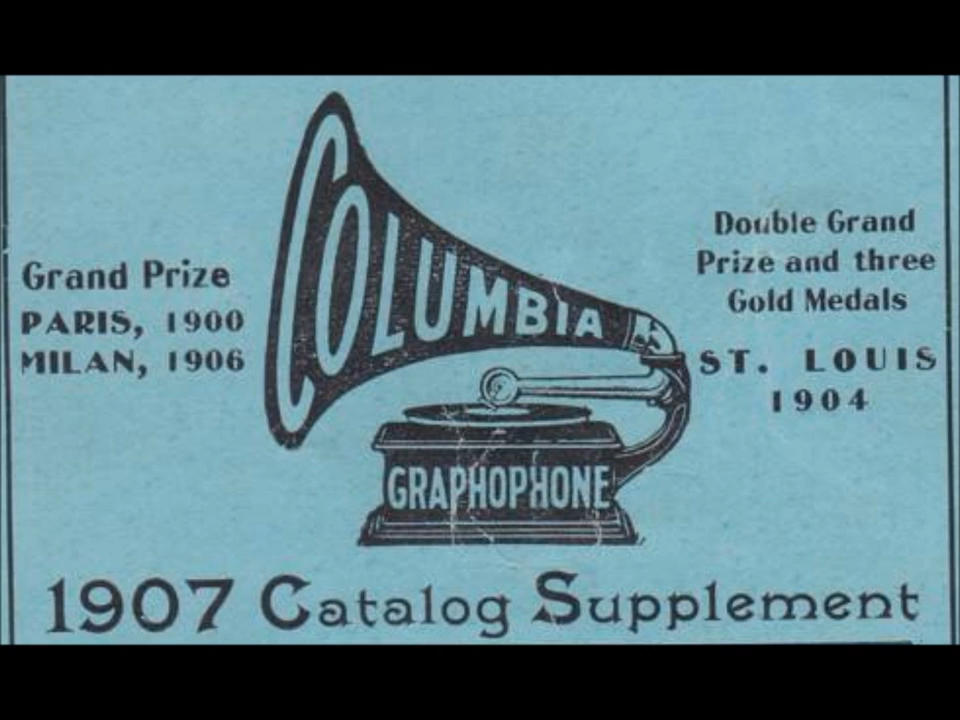 COLUMBIA
Grand Prize
PARIS, 1900
MILAN, 1906
Double Grand
Prize and three
Gold Medals
ST. LOUIS
1904
GRAPHOPHONE
1907 Catalog Supplement